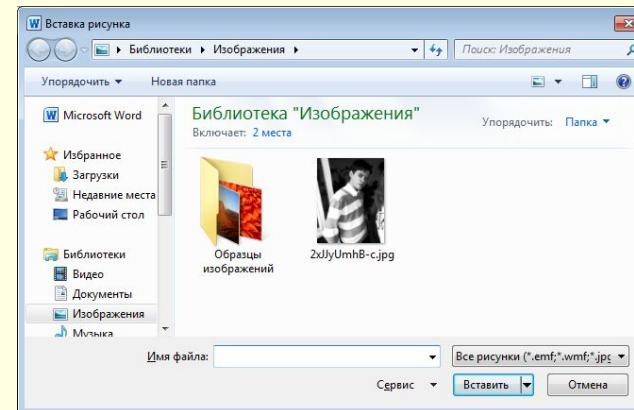 Вставка рисунка
Библиотеки Изображения
Поиск: Изображения
Упорядочить Новая папка
Microsoft Word
Избранное
Загрузки
Недавние места
Рабочий стол
Библиотеки
Видео
Документы
Изображения
Музыка
Библиотека "Изображения"
Включает: 2 места
Упорядочить: Папка
Образцы
изображений
2xJJyUmhB-c.jpg
Имя файла:
Все рисунки (*.emf;*.wmf;*.jpg
Сервис Вставить Отмена